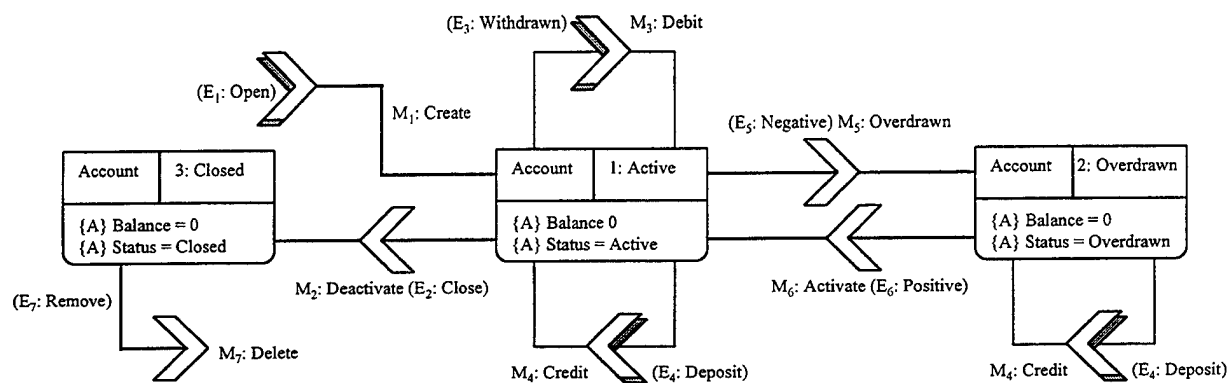 (E3: Withdrawn) M3: Debit
(E1: Open)
M1: Create
(E5: Negative) M5: Overdrawn
Account 3: Closed
{A} Balance = 0
{A} Status = Closed
Account 1: Active
{A} Balance 0
{A} Status = Active
Account 2: Overdrawn
{A} Balance = 0
{A} Status = Overdrawn
(E7: Remove)
M2: Deactivate (E2: Close)
M6: Activate (E6: Positive)
M7: Delete
M4: Credit (E4: Deposit)
M4: Credit (E4: Deposit)